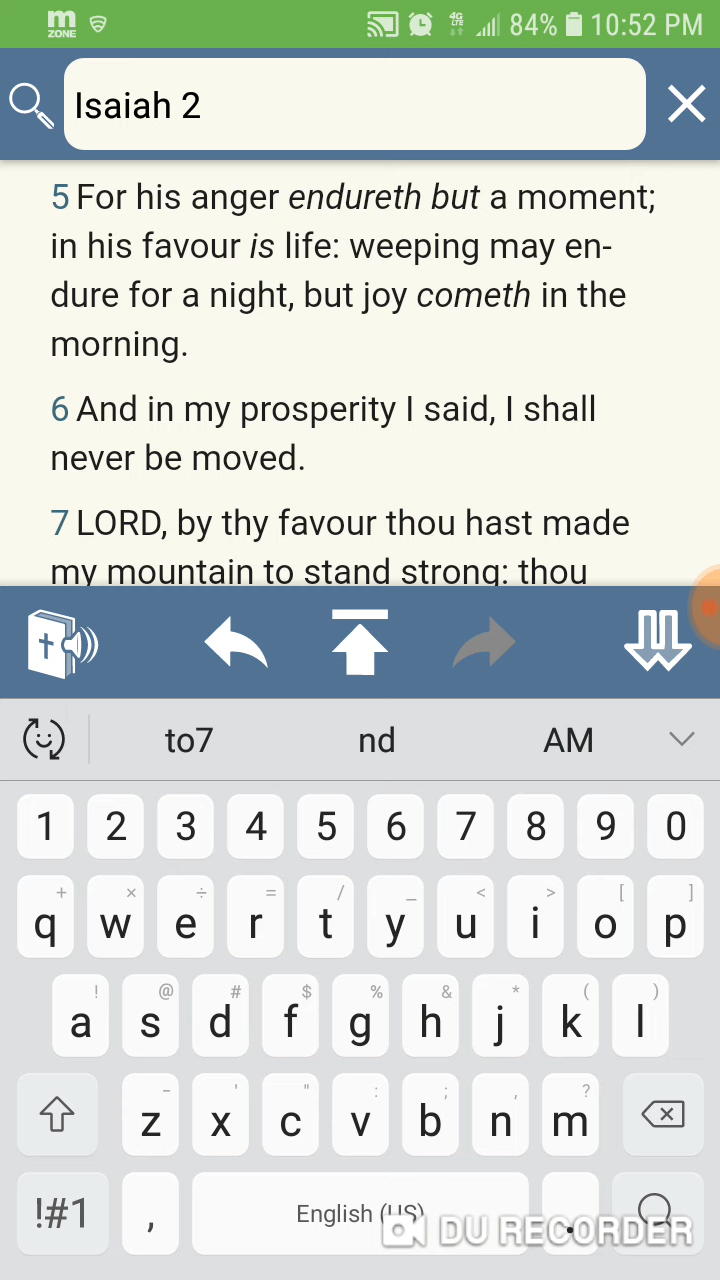 m
ZONE
4G
LTE
84%
10:52 PM
Isaiah 2
5 For his anger endureth but a moment;
in his favour is life: weeping may en-
dure for a night, but joy cometh in the
morning.
6 And in my prosperity I said, I shall
never be moved.
7 LORD, by thy favour thou hast made
my mountain to stand strong: thou
to7 nd AM
1 2 3 4 5 6 7 8 9 0
+ × ÷ = / _ < > [ ]
q w e r t y u i o p
! @ # $ % & * ( )
a s d f g h j k l
- ' " : ; , ?
z x c v b n m
!#1 , English (US) .
DU RECORDER